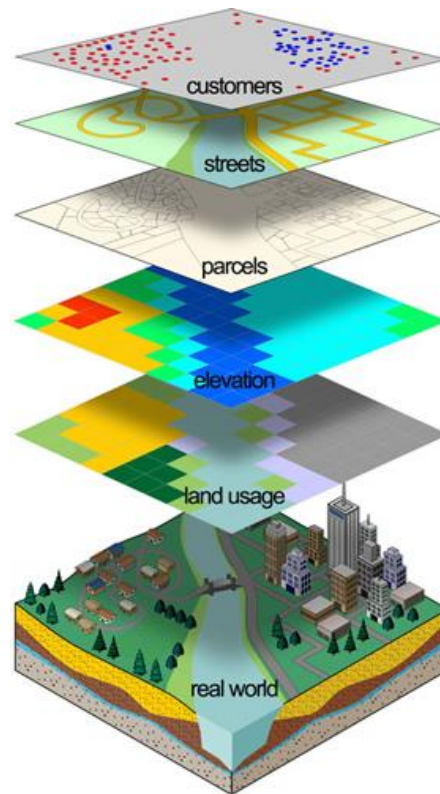 customers
streets
parcels
elevation
land usage
real world